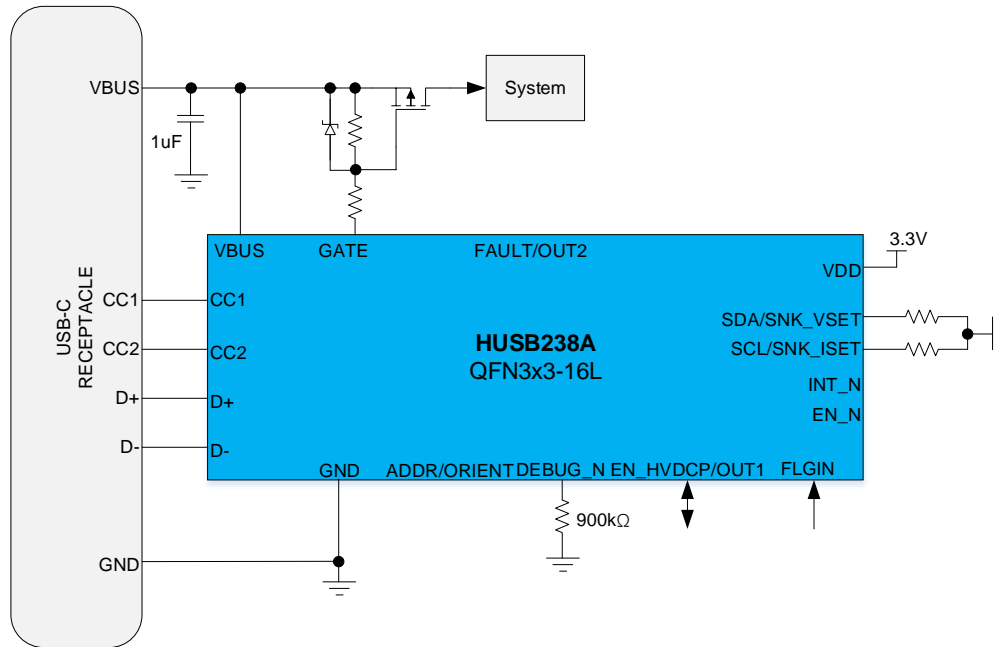 VBUS
System
1uF
VBUS
GATE
FAULT/OUT2
3.3V
VDD
USB-C
RECEPTACLE
CC1
CC1
SDA/SNK_VSET
CC2
CC2
HUSB238A
SCL/SNK_ISET
QFN3x3-16L
INT_N
D+
D+
EN_N
D-
D-
GND
ADDR/ORIENT
DEBUG_N
EN_HVDCP/OUT1
FLGIN
900kΩ
GND